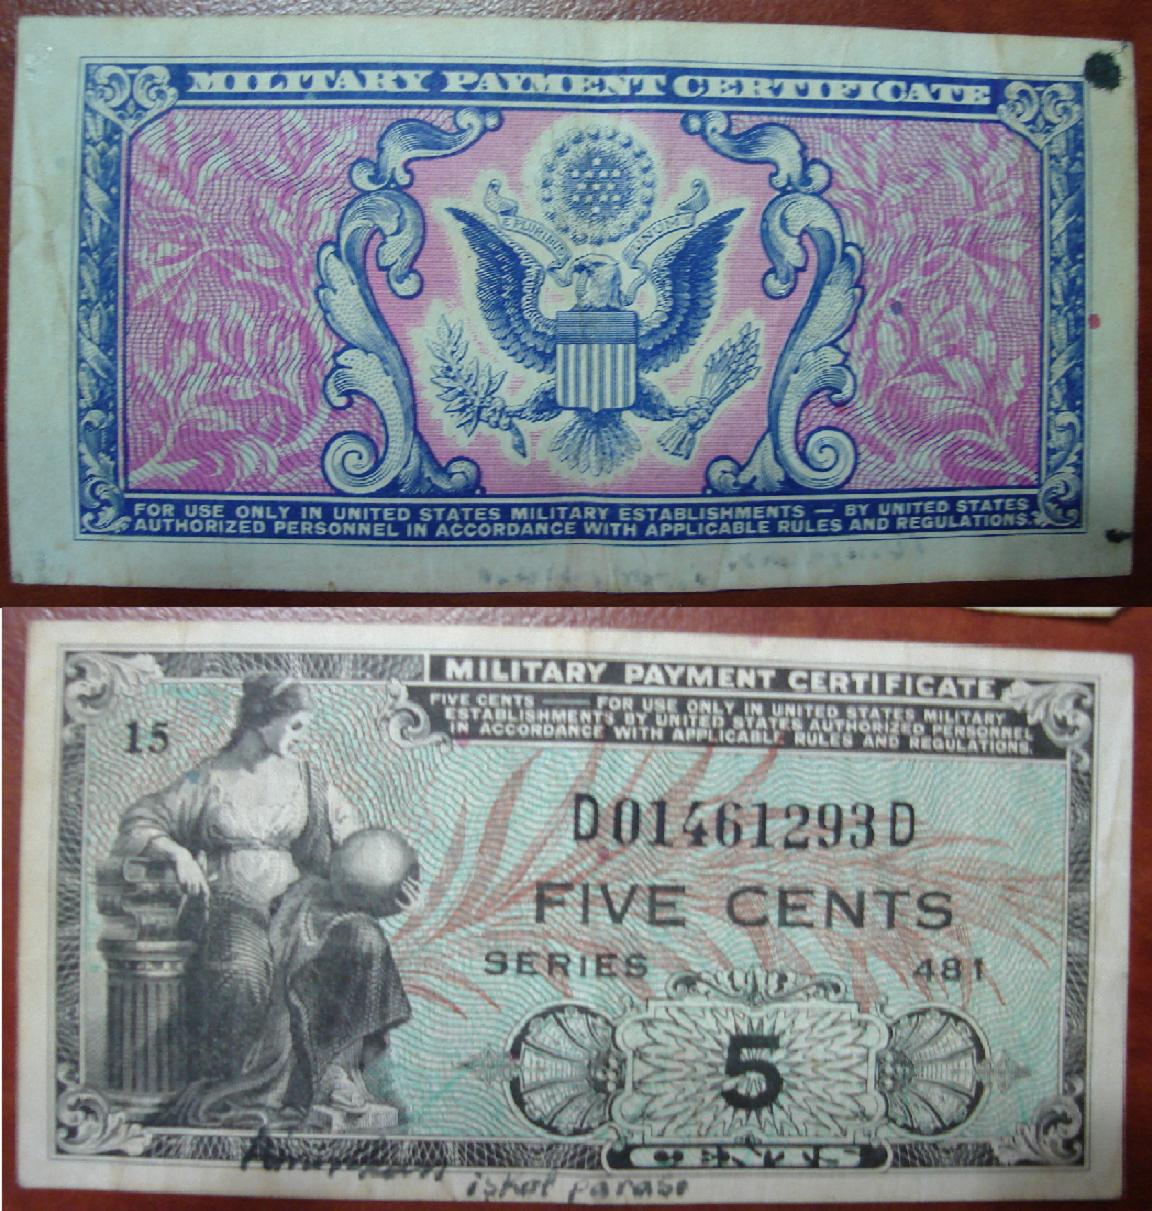 MILITARY PAYMENT CERTIFICATE
E PLURIBUS UNUM
FOR USE ONLY IN UNITED STATES MILITARY ESTABLISHMENTS — BY UNITED STATES
AUTHORIZED PERSONNEL IN ACCORDANCE WITH APPLICABLE RULES AND REGULATIONS.
MILITARY PAYMENT CERTIFICATE
FIVE CENTS — FOR USE ONLY IN UNITED STATES MILITARY
ESTABLISHMENTS BY UNITED STATES AUTHORIZED PERSONNEL
IN ACCORDANCE WITH APPLICABLE RULES AND REGULATIONS.
15
D01461293D
FIVE CENTS
SERIES 481
5
CENTS
işkal parası